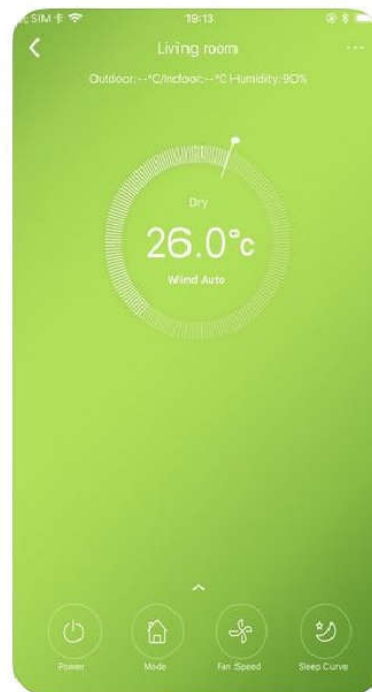 SIM 19:13
Living room
Outdoor:--°C/Indoor:--°C Humidity:90%
Dry
26.0°c
Wind Auto
Power Mode Fan Speed Sleep Curve